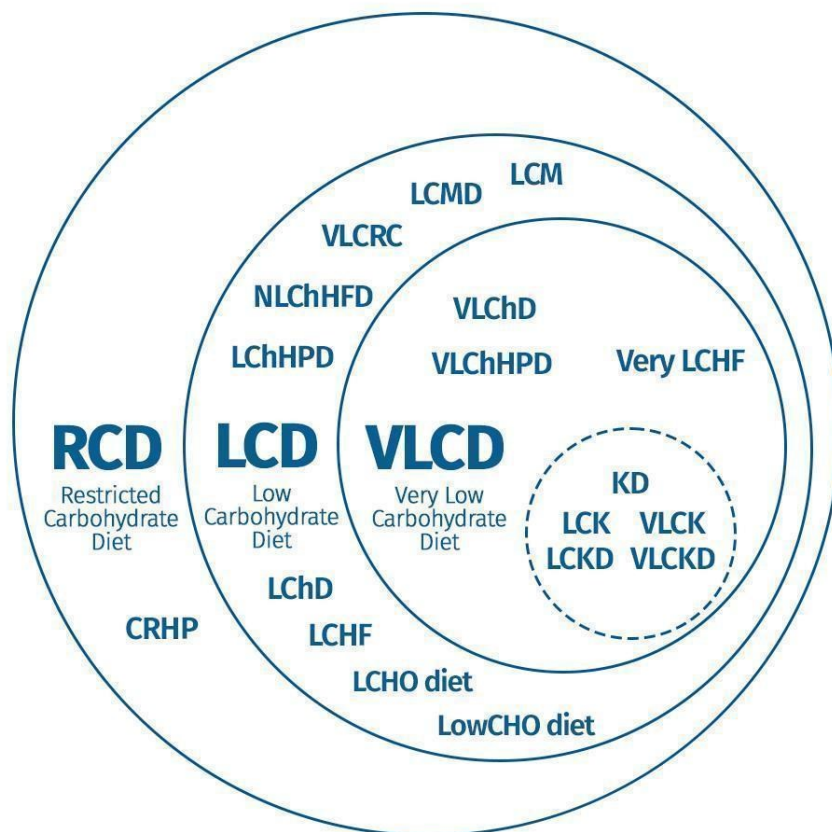 LCM
LCMD
VLCRC
NLChHFD
VLChD
LChHPD
VLChHPD
Very LCHF
RCD
Restricted
Carbohydrate
Diet
LCD
Low
Carbohydrate
Diet
VLCD
Very Low
Carbohydrate
Diet
KD
LCK VLCK
LCKD VLCKD
LChD
CRHP
LCHF
LCHO diet
LowCHO diet